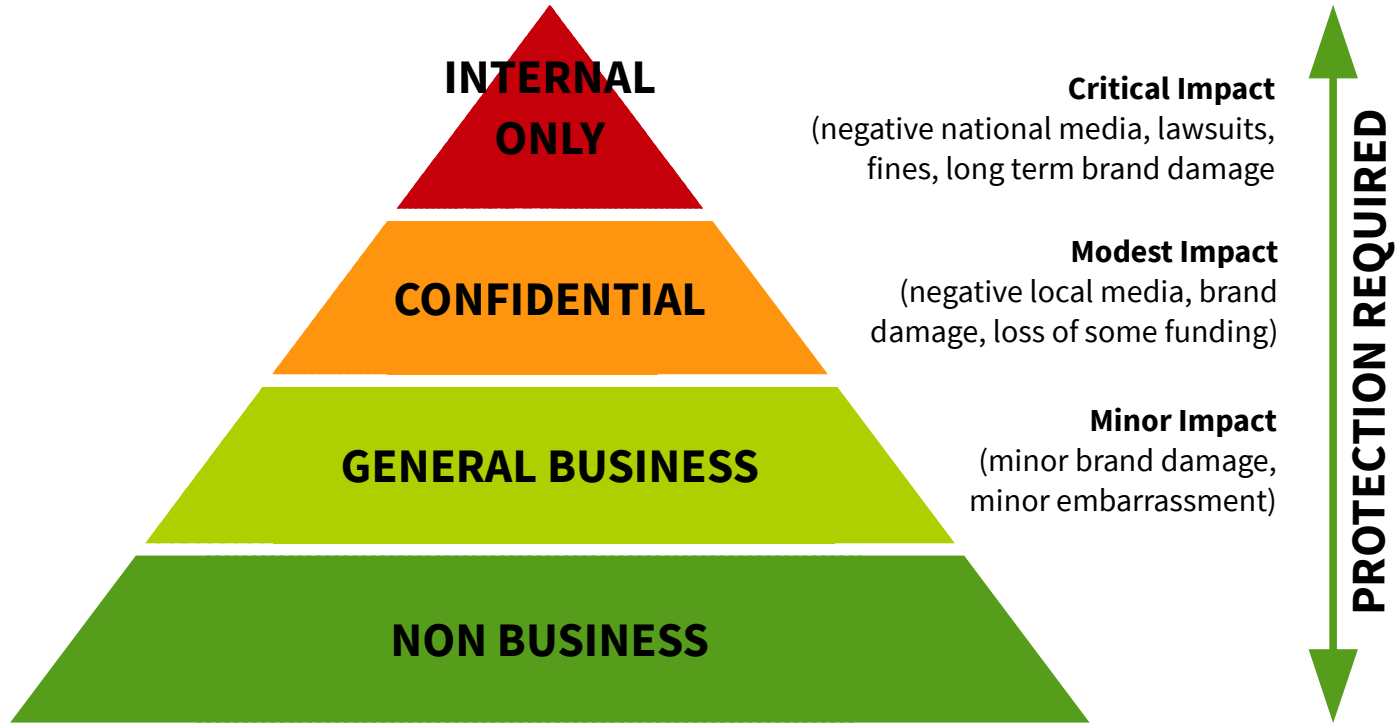 INTERNAL
ONLY
Critical Impact
(negative national media, lawsuits,
fines, long term brand damage
CONFIDENTIAL
Modest Impact
(negative local media, brand
damage, loss of some funding)
GENERAL BUSINESS
Minor Impact
(minor brand damage,
minor embarrassment)
NON BUSINESS
PROTECTION REQUIRED